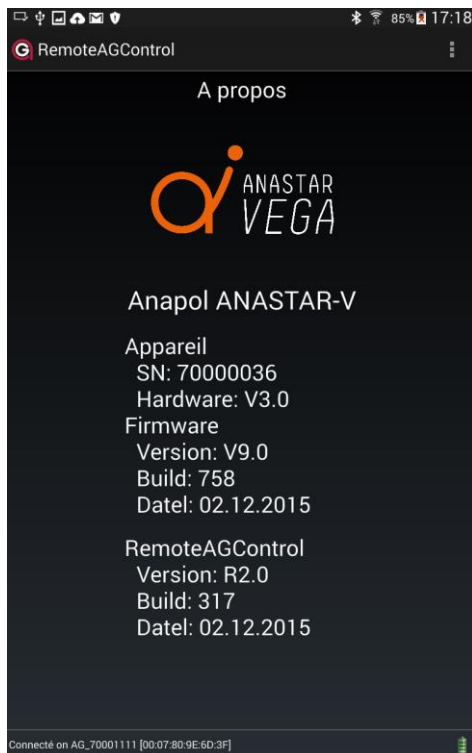 85% 17:18
RemoteAGControl
A propos
ANASTAR
VEGA
Anapol ANASTAR-V
Appareil
SN: 70000036
Hardware: V3.0
Firmware
Version: V9.0
Build: 758
Datel: 02.12.2015
RemoteAGControl
Version: R2.0
Build: 317
Datel: 02.12.2015
Connecté on AG_70001111 [00:07:80:9E:6D:3F]